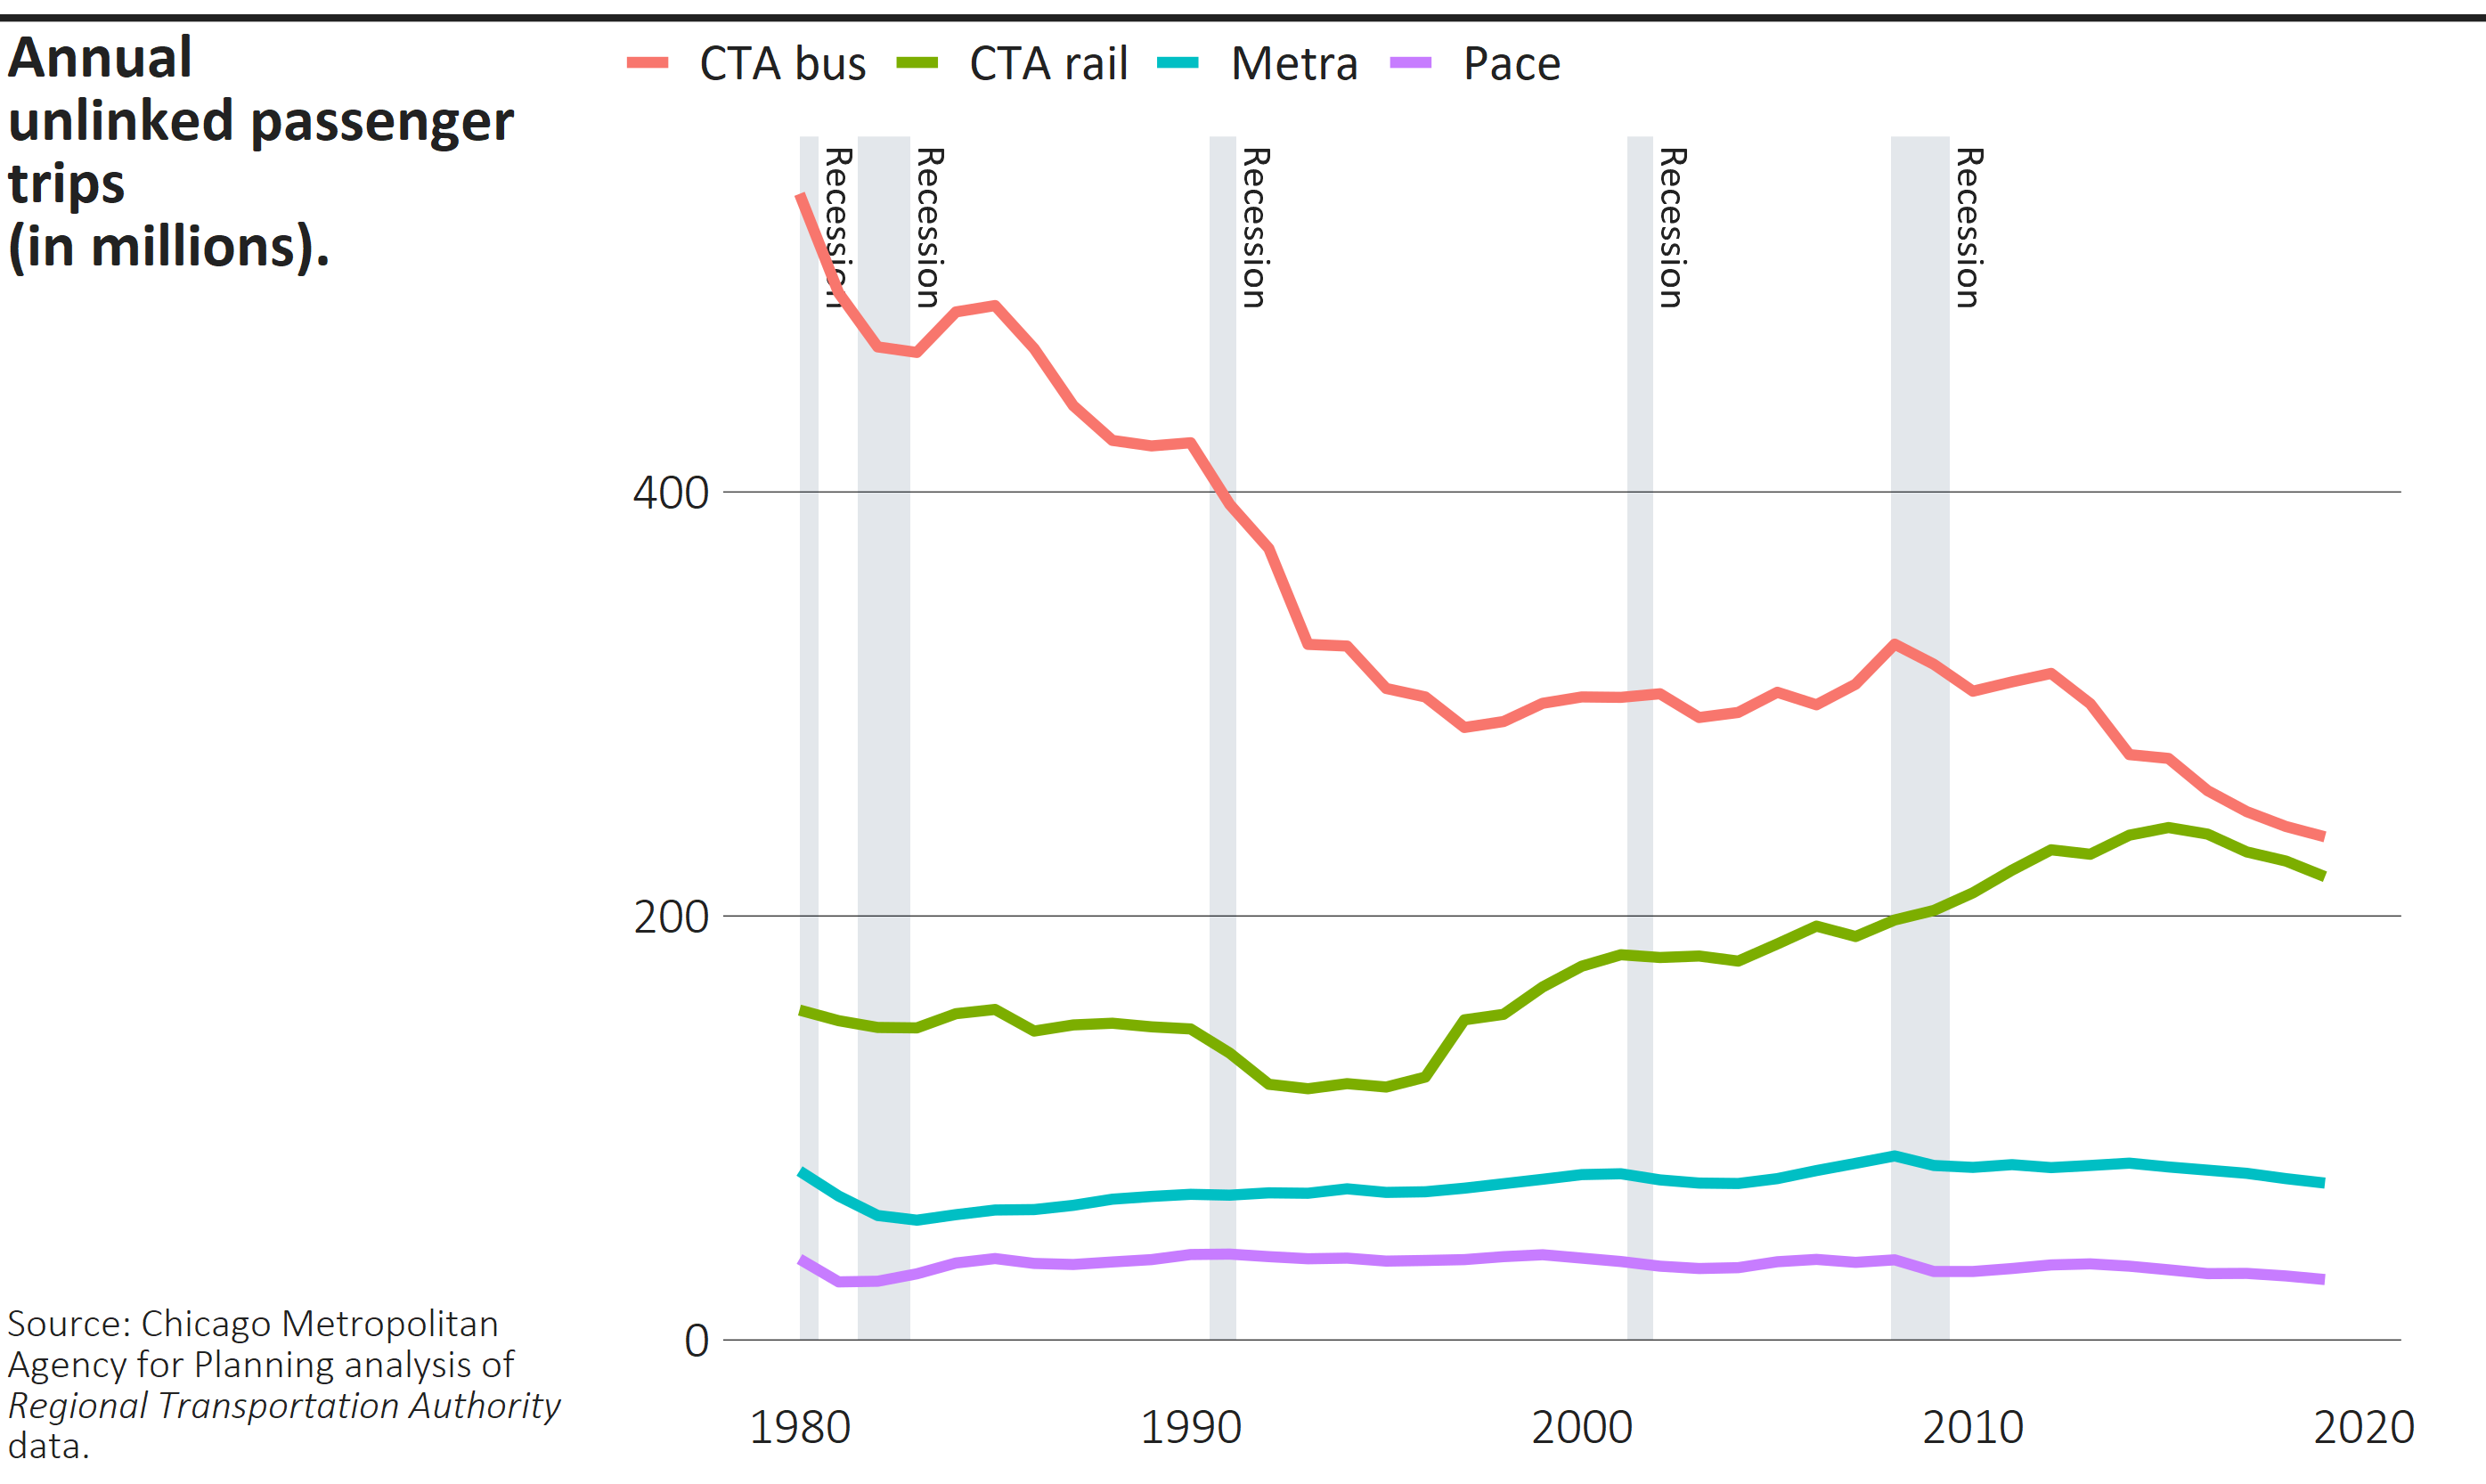 Annual
unlinked passenger
trips
(in millions).
CTA bus CTA rail Metra Pace
Recession
Recession
Recession
Recession
Recession
400
200
0
1980 1990 2000 2010 2020
Source: Chicago Metropolitan
Agency for Planning analysis of
Regional Transportation Authority
data.